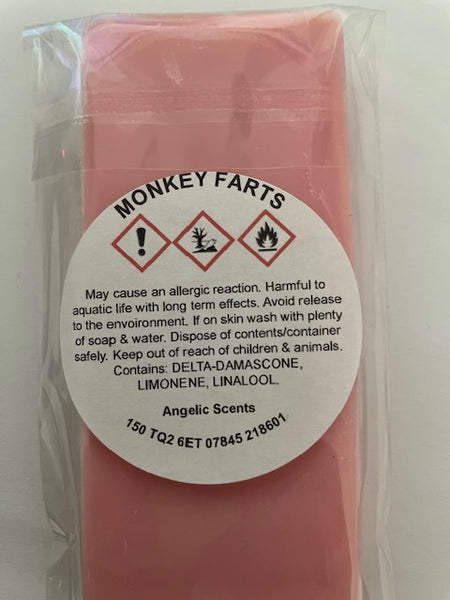 MONKEY FARTS
May cause an allergic reaction. Harmful to
aquatic life with long term effects. Avoid release
to the envoironment. If on skin wash with plenty
of soap & water. Dispose of contents/container
safely. Keep out of reach of children & animals.
Contains: DELTA-DAMASCONE,
LIMONENE, LINALOOL.
Angelic Scents
150 TQ2 6ET 07845 218601